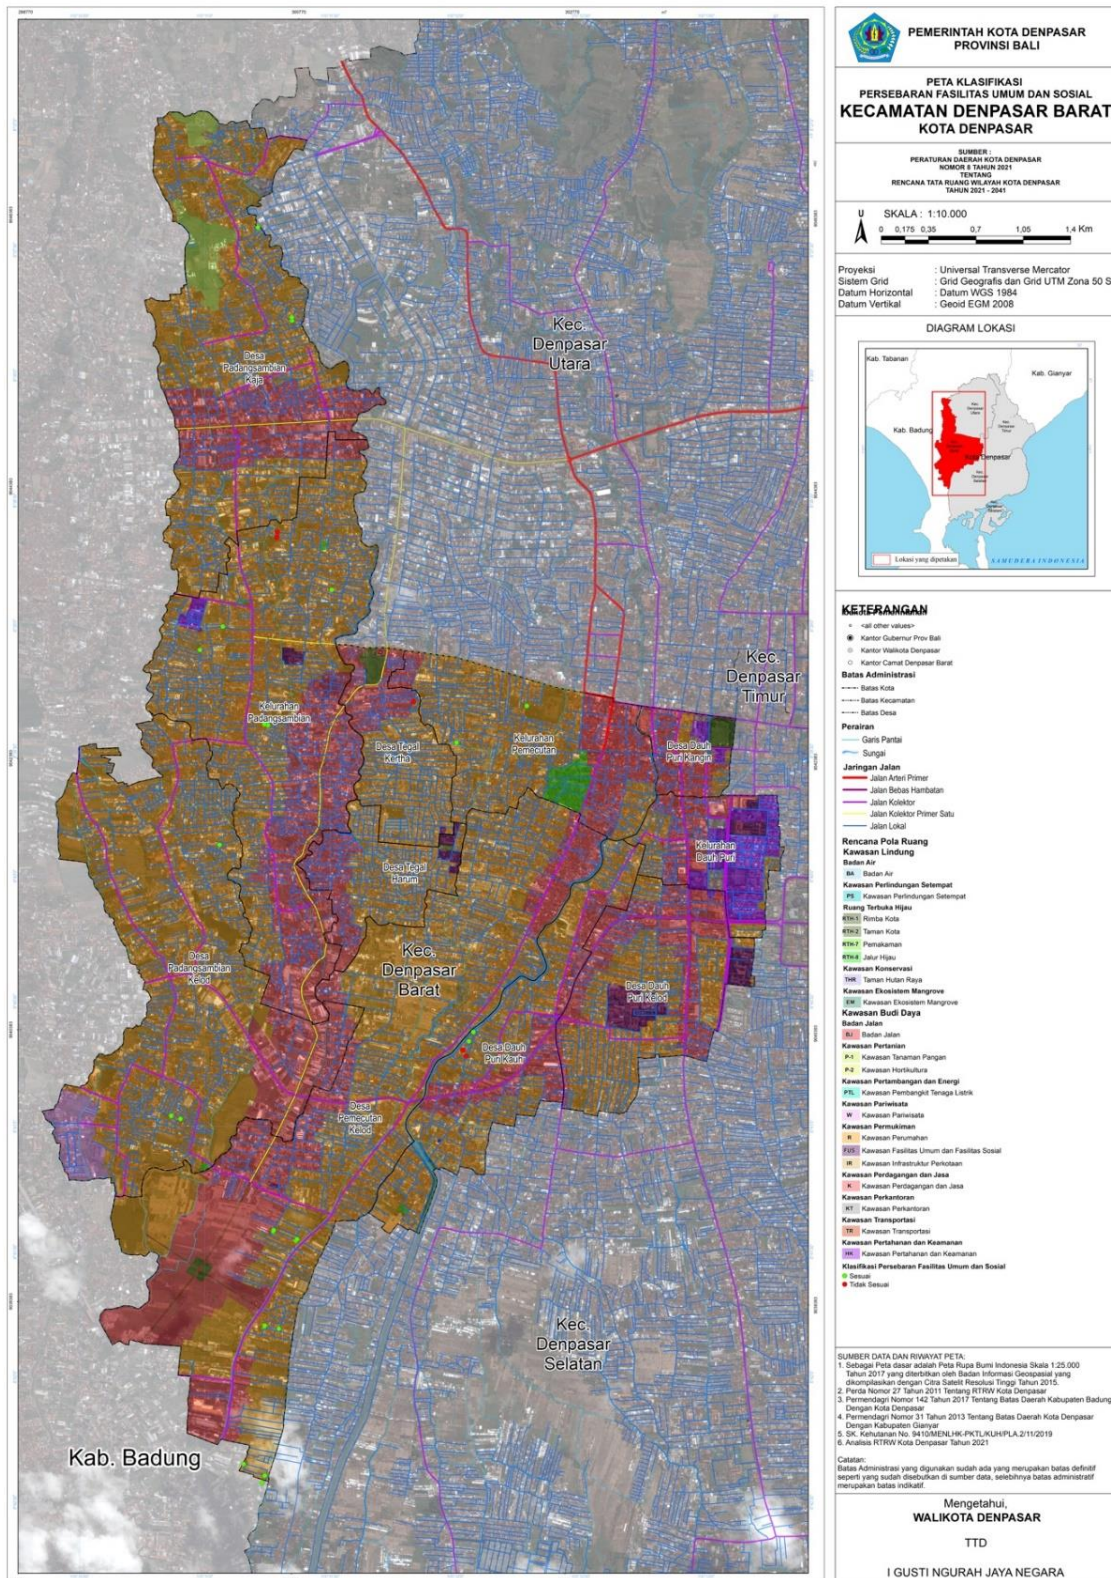 Kec.
Denpasar
Utara
Desa
Padangsambian
Kaja
Kec.
Denpasar
Timur
Kelurahan
Padangsambian
Desa Tegal
Kertha
Kelurahan
Pemecutan
Desa Dauh
Puri Kangin
Kelurahan
Dauh Puri
Desa Tegal
Harum
Desa
Padangsambian
Kelod
Kec.
Denpasar
Barat
Desa Dauh
Puri Kelod
Desa Dauh
Puri Kauh
Desa
Pemecutan
Kelod
Kec.
Denpasar
Selatan
Kab. Badung
PEMERINTAH KOTA DENPASAR
PROVINSI BALI
PETA KLASIFIKASI
PERSEBARAN FASILITAS UMUM DAN SOSIAL
KECAMATAN DENPASAR BARAT
KOTA DENPASAR
SUMBER :
PERATURAN DAERAH KOTA DENPASAR
NOMOR 8 TAHUN 2021
TENTANG
RENCANA TATA RUANG WILAYAH KOTA DENPASAR
TAHUN 2021 - 2041
U
SKALA : 1:10.000
0 0,175 0,35 0,7 1,05 1,4 Km
Proyeksi : Universal Transverse Mercator
Sistem Grid : Grid Geografis dan Grid UTM Zona 50 S
Datum Horizontal : Datum WGS 1984
Datum Vertikal : Geoid EGM 2008
DIAGRAM LOKASI
Kab. Tabanan
Kab. Gianyar
Kab. Badung
Kota Denpasar
Lokasi yang dipetakan
SAMUDERA INDONESIA
KETERANGAN
<all other values>
Kantor Gubernur Prov Bali
Kantor Walikota Denpasar
Kantor Camat Denpasar Barat
Batas Administrasi
Batas Kota
Batas Kecamatan
Batas Desa
Perairan
Garis Pantai
Sungai
Jaringan Jalan
Jalan Arteri Primer
Jalan Bebas Hambatan
Jalan Kolektor
Jalan Kolektor Primer Satu
Jalan Lokal
Rencana Pola Ruang
Kawasan Lindung
Badan Air
BA Badan Air
Kawasan Perlindungan Setempat
PS Kawasan Perlindungan Setempat
Ruang Terbuka Hijau
RTH-1 Rimba Kota
RTH-2 Taman Kota
RTH-7 Pemakaman
RTH-8 Jalur Hijau
Kawasan Konservasi
THR Taman Hutan Raya
Kawasan Ekosistem Mangrove
EM Kawasan Ekosistem Mangrove
Kawasan Budi Daya
Badan Jalan
BJ Badan Jalan
Kawasan Pertanian
P-1 Kawasan Tanaman Pangan
P-2 Kawasan Hortikultura
Kawasan Pertambangan dan Energi
PTL Kawasan Pembangkit Tenaga Listrik
Kawasan Pariwisata
W Kawasan Pariwisata
Kawasan Permukiman
R Kawasan Perumahan
FUS Kawasan Fasilitas Umum dan Fasilitas Sosial
IR Kawasan Infrastruktur Perkotaan
Kawasan Perdagangan dan Jasa
K Kawasan Perdagangan dan Jasa
Kawasan Perkantoran
KT Kawasan Perkantoran
Kawasan Transportasi
TR Kawasan Transportasi
Kawasan Pertahanan dan Keamanan
HK Kawasan Pertahanan dan Keamanan
Klasifikasi Persebaran Fasilitas Umum dan Sosial
Sesuai
Tidak Sesuai
SUMBER DATA DAN RIWAYAT PETA:
1. Sebagai Peta dasar adalah Peta Rupa Bumi Indonesia Skala 1:25.000
Tahun 2017 yang diterbitkan oleh Badan Informasi Geospasial yang
dikompilasikan dengan Citra Satelit Resolusi Tinggi Tahun 2015.
2. Perda Nomor 27 Tahun 2011 Tentang RTRW Kota Denpasar
3. Permendagri Nomor 142 Tahun 2017 Tentang Batas Daerah Kabupaten Badung
Dengan Kota Denpasar
4. Permendagri Nomor 31 Tahun 2013 Tentang Batas Daerah Kota Denpasar
Dengan Kabupaten Gianyar
5. SK. Kehutanan No. 9410/MENLHK-PKTL/KUH/PLA.2/11/2019
6. Analisis RTRW Kota Denpasar Tahun 2021
Catatan:
Batas Administrasi yang digunakan sudah ada yang merupakan batas definitif
seperti yang sudah disebutkan di sumber data, selebihnya batas administratif
merupakan batas indikatif.
Mengetahui,
WALIKOTA DENPASAR
TTD
I GUSTI NGURAH JAYA NEGARA